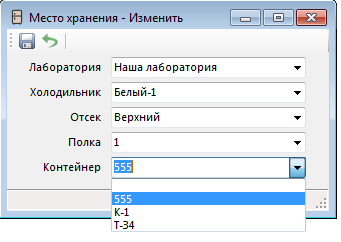 Место хранения - Изменить
Лаборатория Наша лаборатория
Холодильник Белый-1
Отсек Верхний
Полка 1
Контейнер 555
555
К-1
Т-34